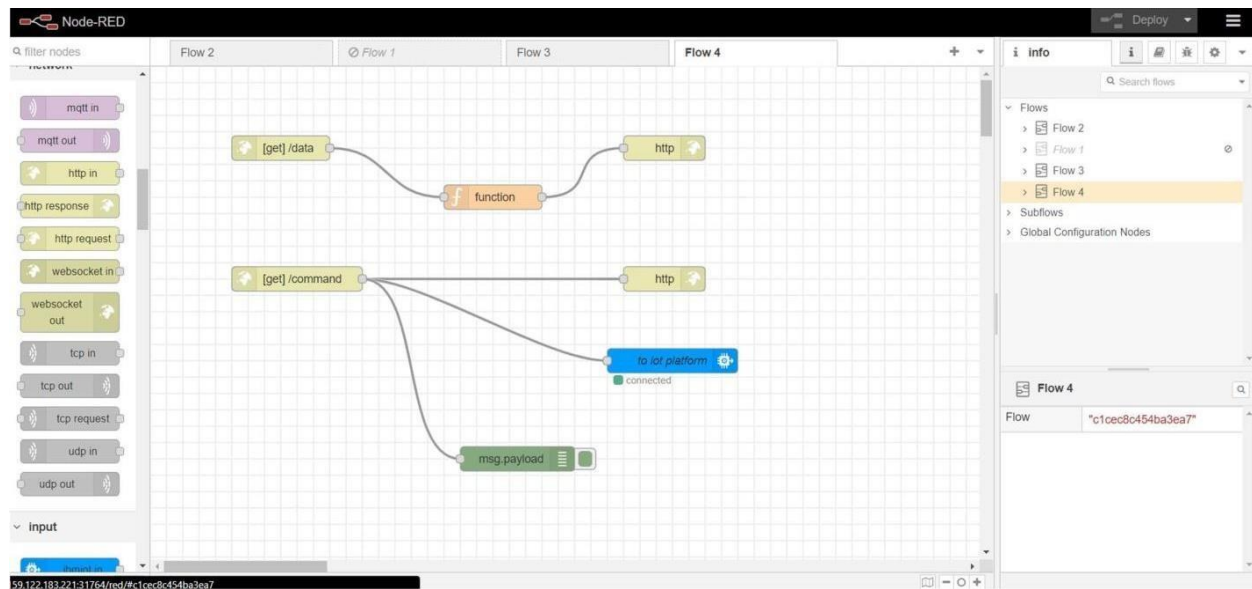 Node-RED
Deploy
filter nodes
Flow 2
Flow 1
Flow 3
Flow 4
info
Search flows
network
mqtt in
mqtt out
http in
http response
http request
websocket in
websocket
out
tcp in
tcp out
tcp request
udp in
udp out
input
ibmiot in
[get] /data
function
http
[get] /command
http
to iot platform
connected
msg.payload
Flows
Flow 2
Flow 1
Flow 3
Flow 4
Subflows
Global Configuration Nodes
Flow 4
Flow "c1cec8c454ba3ea7"
59.122.183.221:31764/red/#c1cec8c454ba3ea7